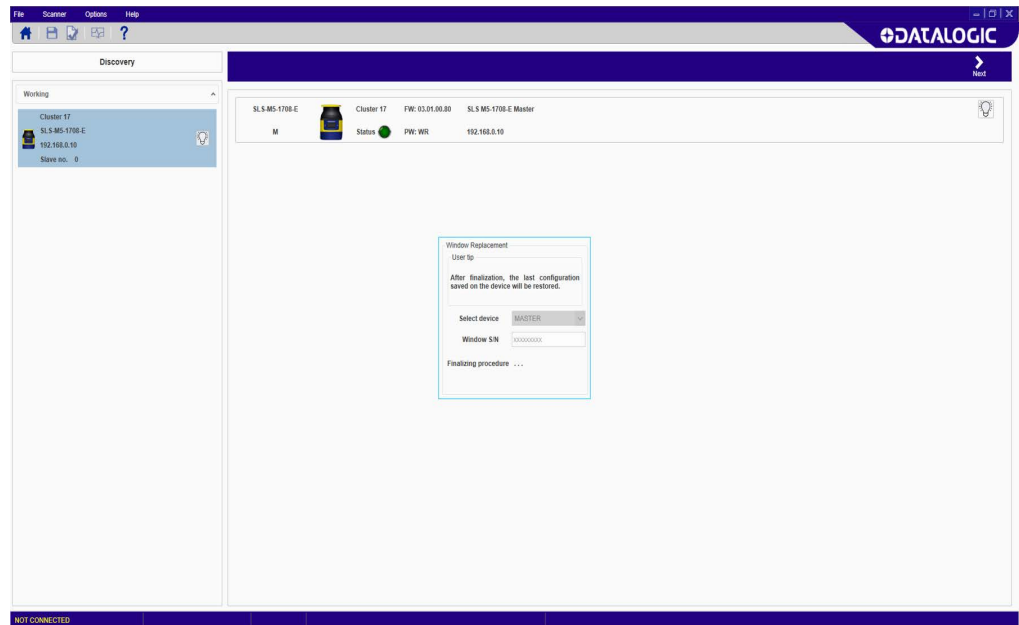 File Scanner Options Help
?
DATALOGIC
Discovery
Next
Working
Cluster 17
SLS-M5-1708-E
192.168.0.10
Slave no. 0
SLS-M5-1708-E Cluster 17 FW: 03.01.00.80 SLS M5-1708-E Master
M Status PW: WR 192.168.0.10
Window Replacement
User tip
After finalization, the last configuration
saved on the device will be restored.
Select device MASTER
Window S/N xxxxxxxxx
Finalizing procedure ...
NOT CONNECTED